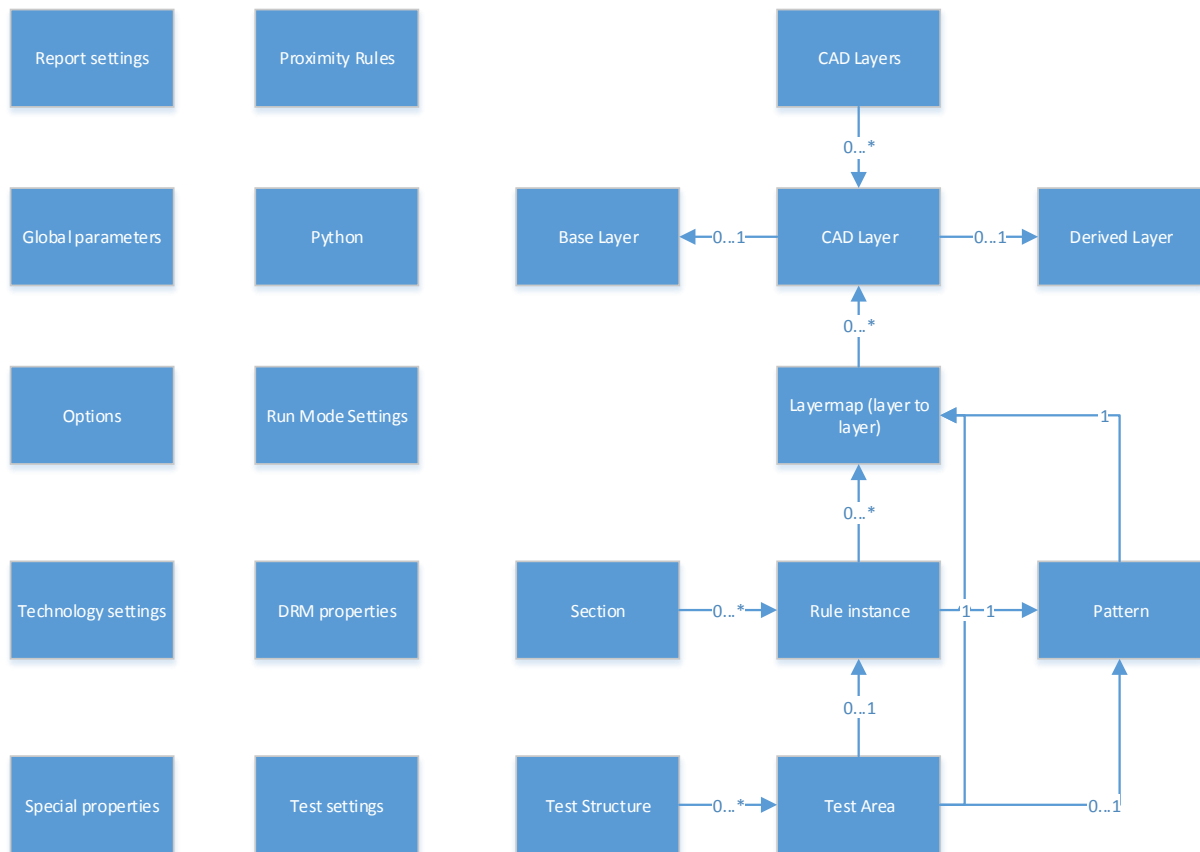 Report settings
Proximity Rules
CAD Layers
0...*
Global parameters
Python
Base Layer
0...1
CAD Layer
0...1
Derived Layer
0...*
Options
Run Mode Settings
Layermap (layer to
layer)
1
0...*
Technology settings
DRM properties
Section
0...*
Rule instance
1
1
Pattern
0...1
Special properties
Test settings
Test Structure
0...*
Test Area
0...1